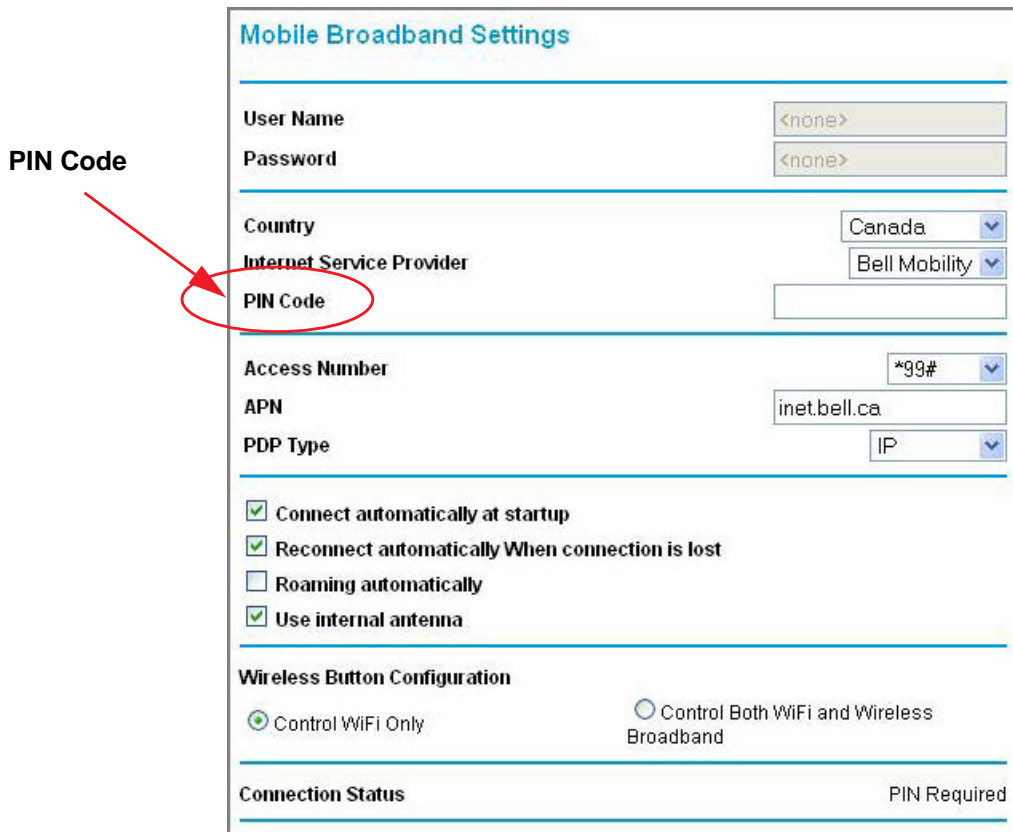 Mobile Broadband Settings
User Name <none>
Password <none>
PIN Code
Country Canada
Internet Service Provider Bell Mobility
PIN Code
Access Number *99#
APN inet.bell.ca
PDP Type IP
Connect automatically at startup
Reconnect automatically When connection is lost
Roaming automatically
Use internal antenna
Wireless Button Configuration
Control WiFi Only
Control Both WiFi and Wireless
Broadband
Connection Status PIN Required